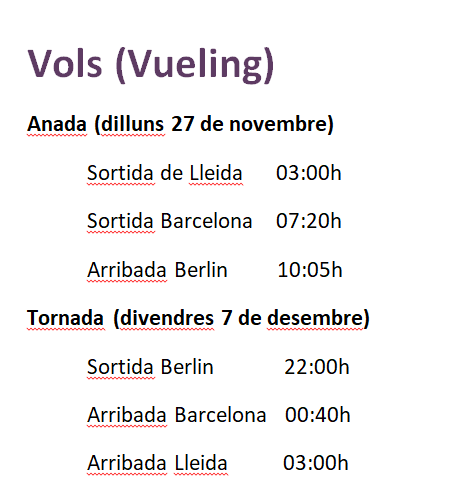 Vols (Vueling)
Anada (dilluns 27 de novembre)
Sortida de Lleida 03:00h
Sortida Barcelona 07:20h
Arribada Berlin 10:05h
Tornada (divendres 7 de desembre)
Sortida Berlin 22:00h
Arribada Barcelona 00:40h
Arribada Lleida 03:00h